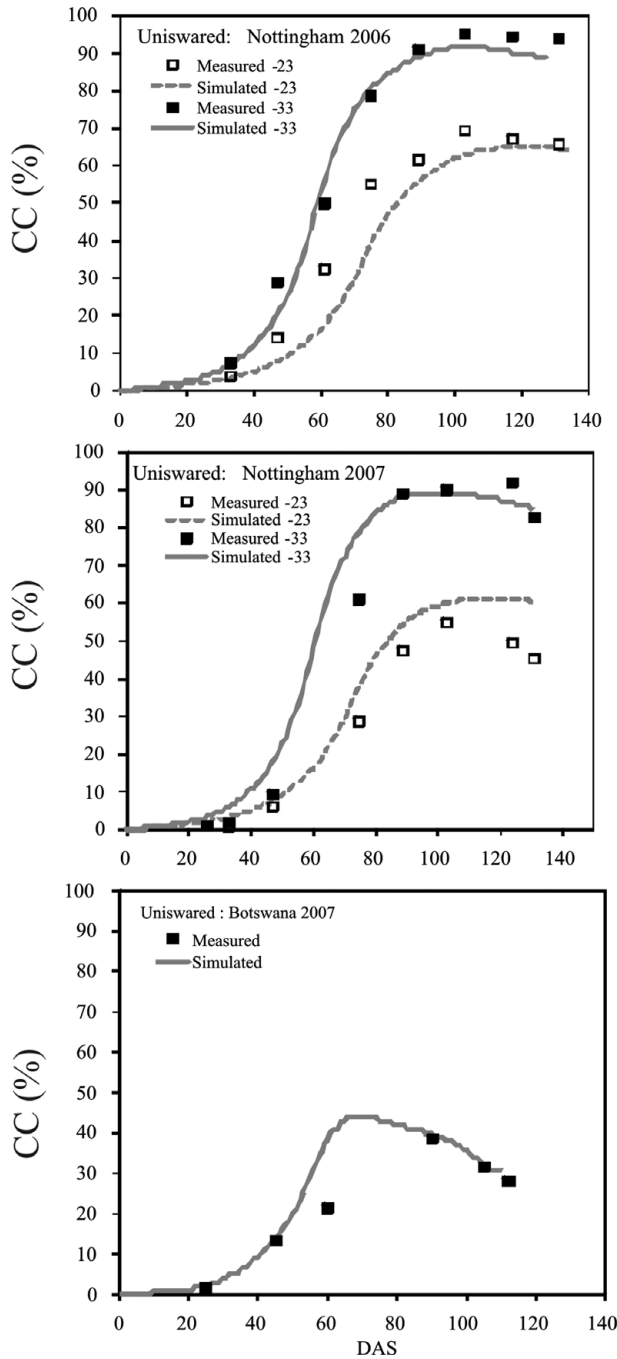 100
Uniswared: Nottingham 2006
90
Measured -23
80
Simulated -23
Measured -33
70
Simulated -33
60
50
40
30
20
10
0
CC (%)
0 20 40 60 80 100 120 140
100
Uniswared: Nottingham 2007
90
Measured -23
Simulated -23
80
Measured -33
Simulated -33
70
60
50
40
30
20
10
0
CC (%)
0 20 40 60 80 100 120 140
100
Uniswared : Botswana 2007
90
Measured
Simulated
80
70
60
50
40
30
20
10
0
CC (%)
0 20 40 60 80 100 120 140
DAS